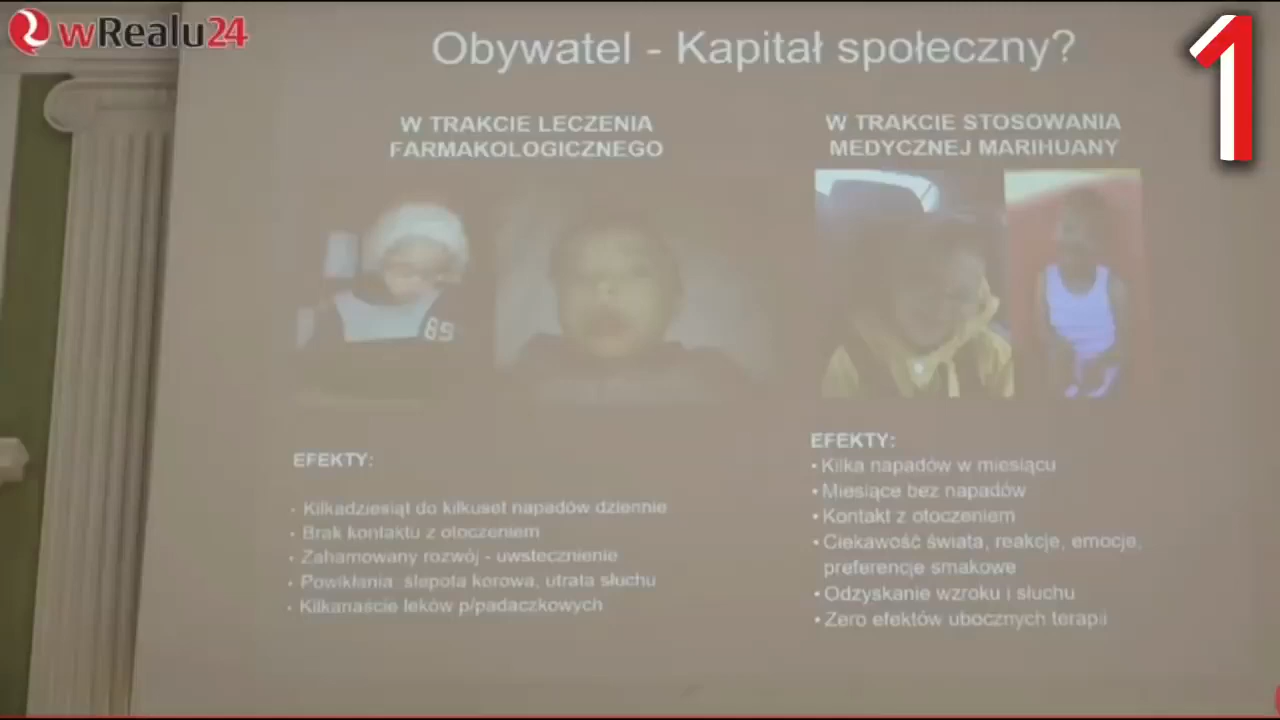 wRealu24
1
Obywatel - Kapitał społeczny?
W TRAKCIE LECZENIA
FARMAKOLOGICZNEGO
89
EFEKTY:
• Kilkadziesiąt do kilkuset napadów dziennie
• Brak kontaktu z otoczeniem
• Zahamowany rozwój - uwstecznienie
• Powikłania: ślepota korowa, utrata słuchu
• Kilkanaście leków p/padaczkowych
W TRAKCIE STOSOWANIA
MEDYCZNEJ MARIHUANY
EFEKTY:
• Kilka napadów w miesiącu
• Miesiące bez napadów
• Kontakt z otoczeniem
• Ciekawość świata, reakcje, emocje,
preferencje smakowe
• Odzyskanie wzroku i słuchu
• Zero efektów ubocznych terapii